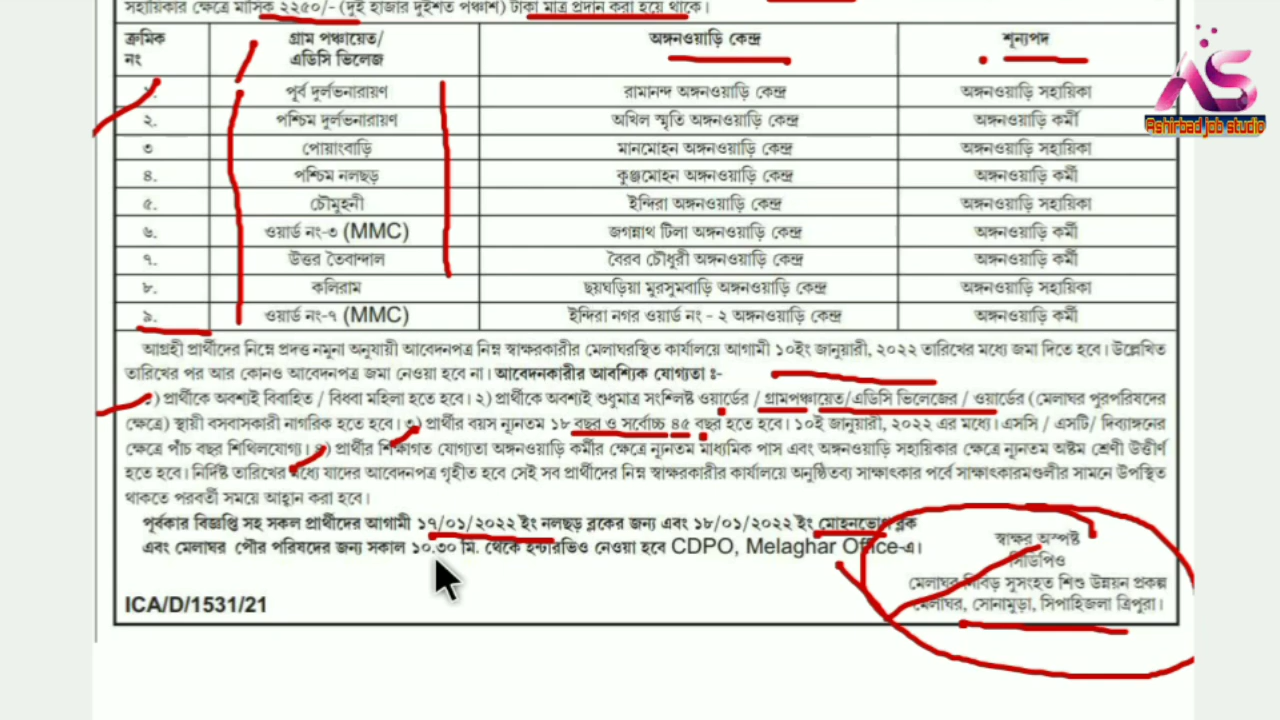 সহায়িকার ক্ষেত্রে মাসিক ২২৫০/- (দুই হাজার দুইশত পঞ্চাশ) টাকা মাত্র প্রদান করা হয়ে থাকে।
ক্রমিক নং গ্রাম পঞ্চায়েত/ এডিসি ভিলেজ অঙ্গনওয়াড়ি কেন্দ্র শূন্যপদ
১. পূর্ব দুর্লভনারায়ণ রামানন্দ অঙ্গনওয়াড়ি কেন্দ্র অঙ্গনওয়াড়ি সহায়িকা
২. পশ্চিম দুর্লভনারায়ণ অখিল স্মৃতি অঙ্গনওয়াড়ি কেন্দ্র অঙ্গনওয়াড়ি কর্মী
৩ পোয়াংবাড়ি মানমোহন অঙ্গনওয়াড়ি কেন্দ্র অঙ্গনওয়াড়ি সহায়িকা
৪. পশ্চিম নলছড় কুঞ্জমোহন অঙ্গনওয়াড়ি কেন্দ্র অঙ্গনওয়াড়ি কর্মী
৫. চৌমুহনী ইন্দিরা অঙ্গনওয়াড়ি কেন্দ্র অঙ্গনওয়াড়ি সহায়িকা
৬. ওয়ার্ড নং-৩ (MMC) জগন্নাথ টিলা অঙ্গনওয়াড়ি কেন্দ্র অঙ্গনওয়াড়ি কর্মী
৭. উত্তর তৈবান্দাল বৈরব চৌধুরী অঙ্গনওয়াড়ি কেন্দ্র অঙ্গনওয়াড়ি কর্মী
৮. কলিরাম ছয়ঘড়িয়া মুরসুমবাড়ি অঙ্গনওয়াড়ি কেন্দ্র অঙ্গনওয়াড়ি সহায়িকা
৯. ওয়ার্ড নং-৭ (MMC) ইন্দিরা নগর ওয়ার্ড নং - ২ অঙ্গনওয়াড়ি কেন্দ্র অঙ্গনওয়াড়ি কর্মী
আগ্রহী প্রার্থীদের নিম্নে প্রদত্ত নমুনা অনুযায়ী আবেদনপত্র নিম্ন স্বাক্ষরকারীর মেলাঘরস্থিত কার্যালয়ে আগামী ১০ইং জানুয়ারী, ২০২২ তারিখের মধ্যে জমা দিতে হবে। উল্লেখিত
তারিখের পর আর কোনও আবেদনপত্র জমা নেওয়া হবে না। আবেদনকারীর আবশ্যিক যোগ্যতা ঃ-
১) প্রার্থীকে অবশ্যই বিবাহিত / বিধবা মহিলা হতে হবে। ২) প্রার্থীকে অবশ্যই শুধুমাত্র সংশ্লিষ্ট ওয়ার্ডের / গ্রামপঞ্চায়েত/এডিসি ভিলেজের / ওয়ার্ডের (মেলাঘর পুরপরিষদের
ক্ষেত্রে) স্থায়ী বসবাসকারী নাগরিক হতে হবে। ৩) প্রার্থীর বয়স ন্যূনতম ১৮ বছর ও সর্বোচ্চ ৪৫ বছর হতে হবে। ১০ই জানুয়ারী, ২০২২ এর মধ্যে। এসসি / এসটি/ দিব্যাঙ্গনের
ক্ষেত্রে পাঁচ বছর শিথিলযোগ্য। ৪) প্রার্থীর শিক্ষাগত যোগ্যতা অঙ্গনওয়াড়ি কর্মীর ক্ষেত্রে ন্যূনতম মাধ্যমিক পাস এবং অঙ্গনওয়াড়ি সহায়িকার ক্ষেত্রে ন্যূনতম অষ্টম শ্রেণী উত্তীর্ণ
হতে হবে। নির্দিষ্ট তারিখের মধ্যে যাদের আবেদনপত্র গৃহীত হবে সেই সব প্রার্থীদের নিম্ন স্বাক্ষরকারীর কার্যালয়ে অনুষ্ঠিতব্য সাক্ষাৎকার পর্বে সাক্ষাৎকারমণ্ডলীর সামনে উপস্থিত
থাকতে পরবর্তী সময়ে আহ্বান করা হবে।
পূর্বকার বিজ্ঞপ্তি সহ সকল প্রার্থীদের আগামী ১৭/০১/২০২২ ইং নলছড় ব্লকের জন্য এবং ১৮/০১/২০২২ ইং মোহনভোগ ব্লক
এবং মেলাঘর পৌর পরিষদের জন্য সকাল ১০.৩০ মি. থেকে ইন্টারভিও নেওয়া হবে CDPO, Melaghar Office-এ।
স্বাক্ষর অস্পষ্ট
সিডিপিও
মেলাঘর নিবিড় সুসংহত শিশু উন্নয়ন প্রকল্প
মেলাঘর, সোনামুড়া, সিপাহিজলা ত্রিপুরা।
ICA/D/1531/21
AS
Ashirbad job studio